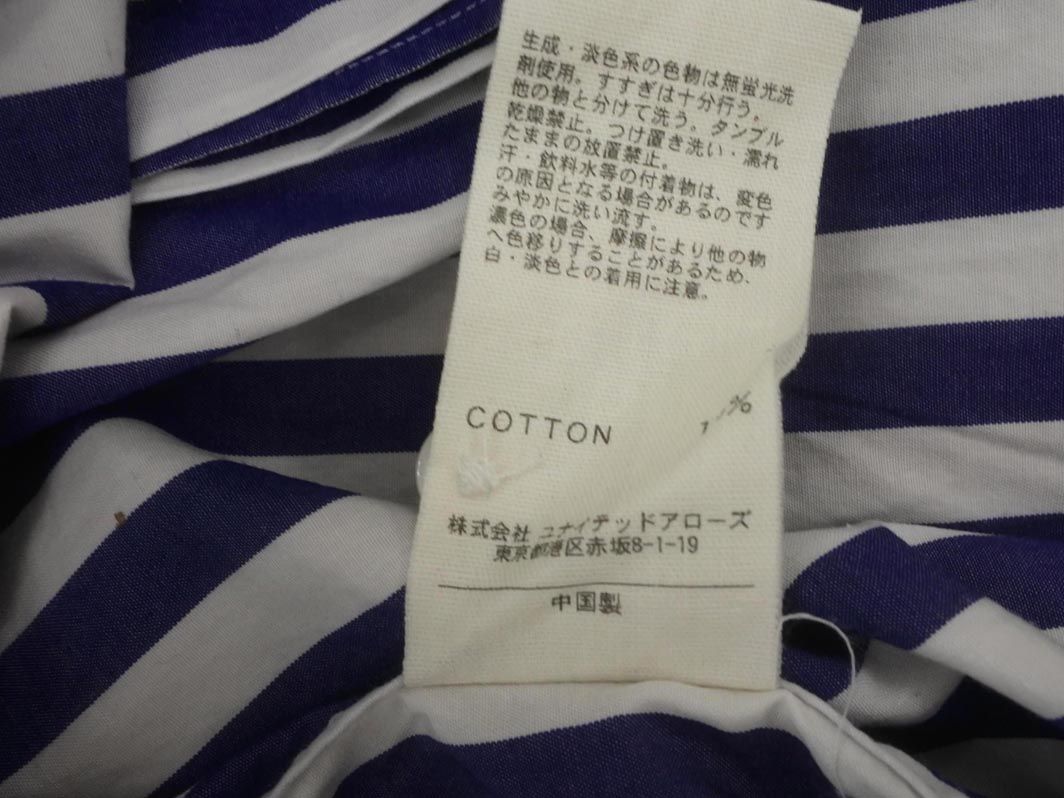 生成・淡色系の色物は無蛍光洗
剤使用。すすぎは十分行う。
他の物と分けて洗う。タンブル
乾燥禁止。つけ置き洗い・濡れ
たままの放置禁止。
汗・飲料水等の付着物は、変色
の原因となる場合があるのです
みやかに洗い流す。
濃色の場合、摩擦により他の物
へ色移りすることがあるため、
白・淡色との着用に注意。
COTTON
株式会社 ユナイテッドアローズ
東京都港区赤坂8-1-19
中国製